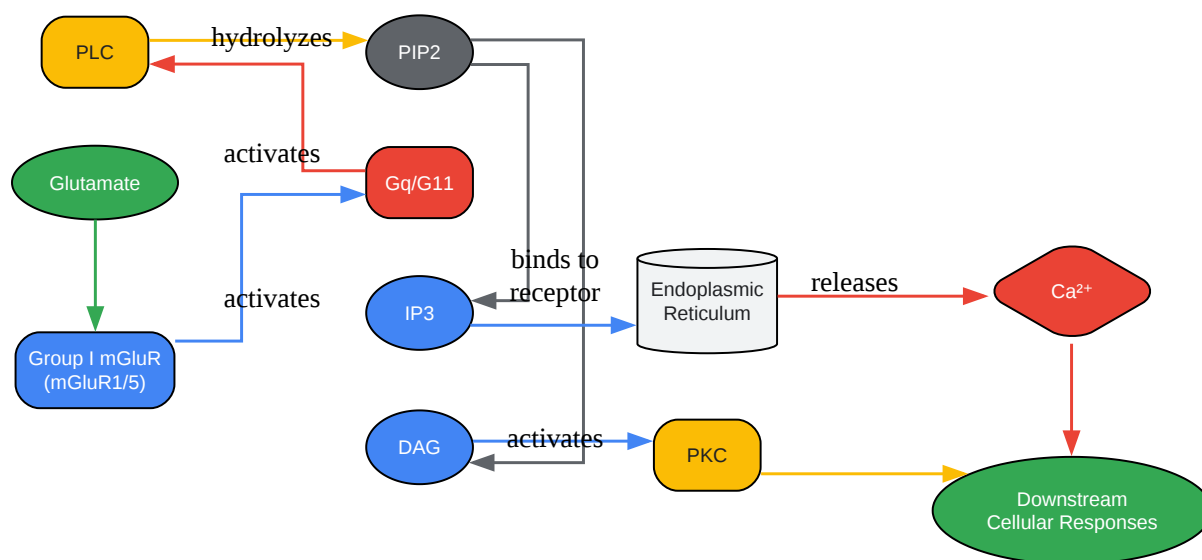 PLC
hydrolyzes
PIP2
activates
Glutamate
Gq/G11
binds to
receptor
Endoplasmic
Reticulum
releases
Ca²⁺
activates
IP3
Group I mGluR
(mGluR1/5)
DAG
activates
PKC
Downstream
Cellular Responses